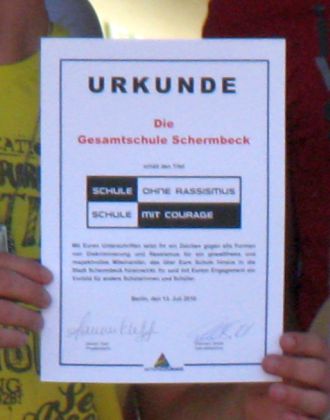 URKUNDE
Die
Gesamtschule Schermbeck
erhält den Titel
SCHULE OHNE RASSISMUS
SCHULE MIT COURAGE
Mit Euren Unterschriften setzt Ihr ein Zeichen gegen alle Formen
von Diskriminierung und Rassismus für ein gewaltfreies und
respektvolles Miteinander, das über Eure Schule hinaus in die
Stadt Schermbeck hineinwirkt. Ihr seid mit Eurem Engagement ein
Vorbild für andere Schülerinnen und Schüler.
Berlin, den 13. Juli 2010